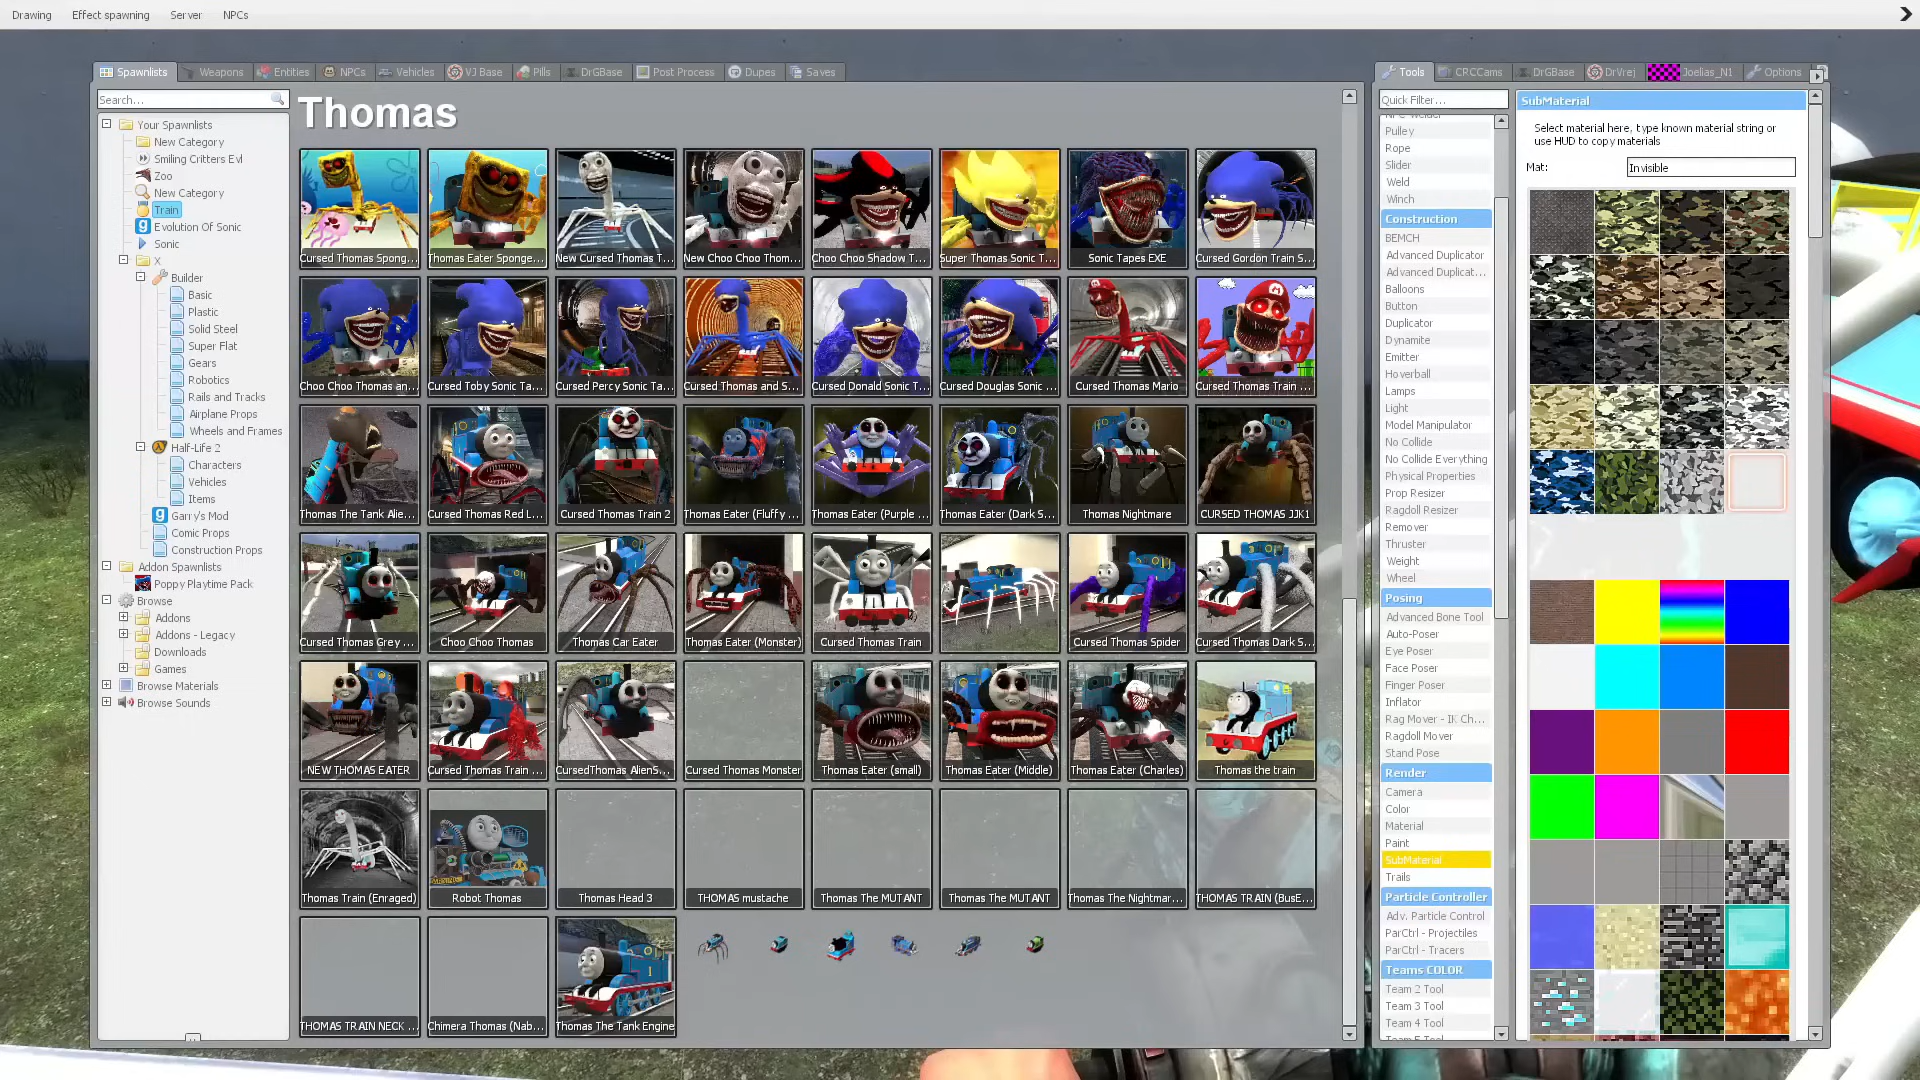 Drawing Effect spawning Server NPCs
Spawnlists Weapons Entities NPCs Vehicles VJ Base Pills DrGBase Post Process Dupes Saves
Search...
Your Spawnlists
New Category
Smiling Critters Evl
Zoo
New Category
Train
Evolution Of Sonic
Sonic
X
Builder
Basic
Plastic
Solid Steel
Super Flat
Gears
Robotics
Rails and Tracks
Airplane Props
Wheels and Frames
Half-Life 2
Characters
Vehicles
Items
Garry's Mod
Comic Props
Construction Props
Addon Spawnlists
Poppy Playtime Pack
Browse
Addons
Addons - Legacy
Downloads
Games
Browse Materials
Browse Sounds
Thomas
Cursed Thomas Spong... Thomas Eater Sponge... New Cursed Thomas T... New Choo Choo Thom... Choo Choo Shadow T... Super Thomas Sonic T... Sonic Tapes EXE Cursed Gordon Train S...
Choo Choo Thomas an... Cursed Toby Sonic Ta... Cursed Percy Sonic Ta... Cursed Thomas and S... Cursed Donald Sonic T... Cursed Douglas Sonic ... Cursed Thomas Mario Cursed Thomas Train ...
Thomas The Tank Alie... Cursed Thomas Red L... Cursed Thomas Train 2 Thomas Eater (Fluffy ... Thomas Eater (Purple ... Thomas Eater (Dark S... Thomas Nightmare CURSED THOMAS JJK1
Cursed Thomas Grey ... Choo Choo Thomas Thomas Car Eater Thomas Eater (Monster) Cursed Thomas Train Cursed Thomas Spider Cursed Thomas Dark S...
NEW THOMAS EATER Cursed Thomas Train ... CursedThomas AlienS... Cursed Thomas Monster Thomas Eater (small) Thomas Eater (Middle) Thomas Eater (Charles) Thomas the train
Thomas Train (Enraged) Robot Thomas Thomas Head 3 THOMAS mustache Thomas The MUTANT Thomas The MUTANT Thomas The Nightmar... THOMAS TRAIN (BusE...
THOMAS TRAIN NECK ... Chimera Thomas (Nab... Thomas The Tank Engine
Tools CRCCams DrGBase DrVrej Joelias_N1 Options
Quick Filter...
Pulley
Rope
Slider
Weld
Winch
Construction
BEMCH
Advanced Duplicator
Advanced Duplicat...
Balloons
Button
Duplicator
Dynamite
Emitter
Hoverball
Lamps
Light
Model Manipulator
No Collide
No Collide Everything
Physical Properties
Prop Resizer
Ragdoll Resizer
Remover
Thruster
Weight
Wheel
Posing
Advanced Bone Tool
Auto-Poser
Eye Poser
Face Poser
Finger Poser
Inflator
Rag Mover - IK Ch...
Ragdoll Mover
Stand Pose
Render
Camera
Color
Material
Paint
SubMaterial
Trails
Particle Controller
Adv. Particle Control
ParCtrl - Projectiles
ParCtrl - Tracers
Teams COLOR
Team 2 Tool
Team 3 Tool
Team 4 Tool
SubMaterial
Select material here, type known material string or
use HUD to copy materials
Mat: Invisible